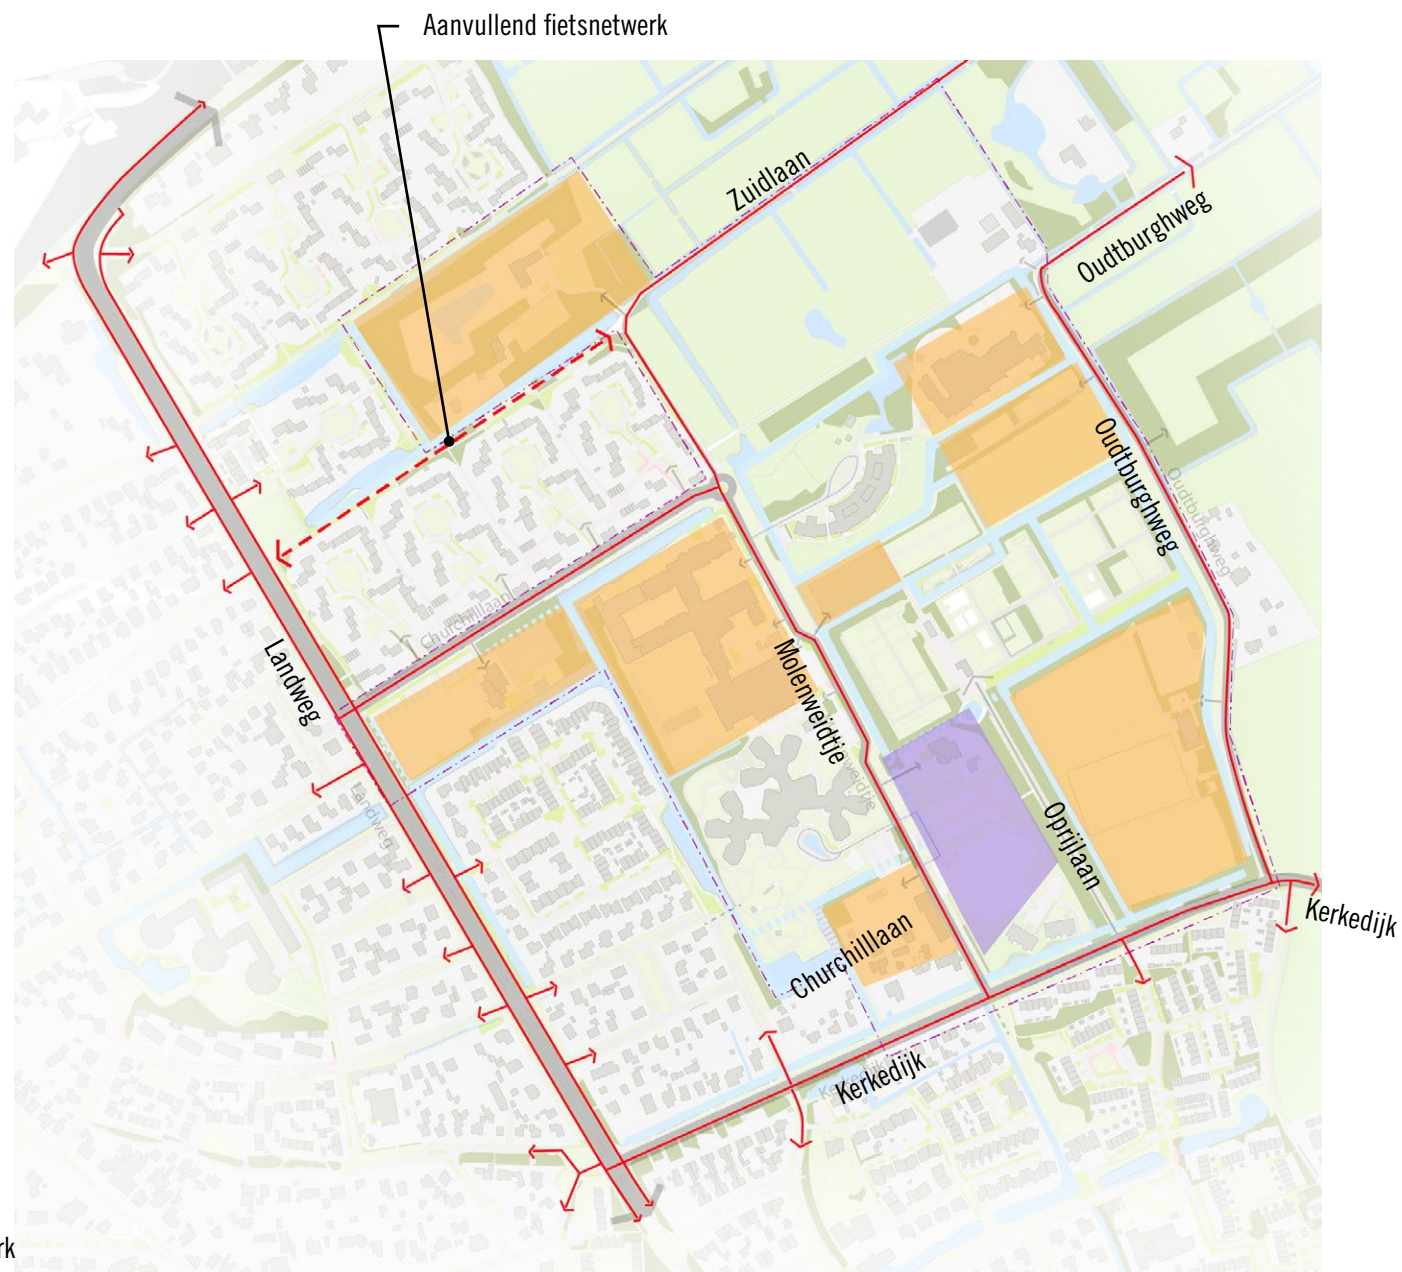 Aanvullend fietsnetwerk
Zuidlaan
Oudtburghweg
Oudtburghweg
Oudtburghweg
Churchilllaan
Landweg
Molenweidtje
Landweg
Oprijlaan
Churchilllaan
Kerkedijk
Kerkedijk
rk